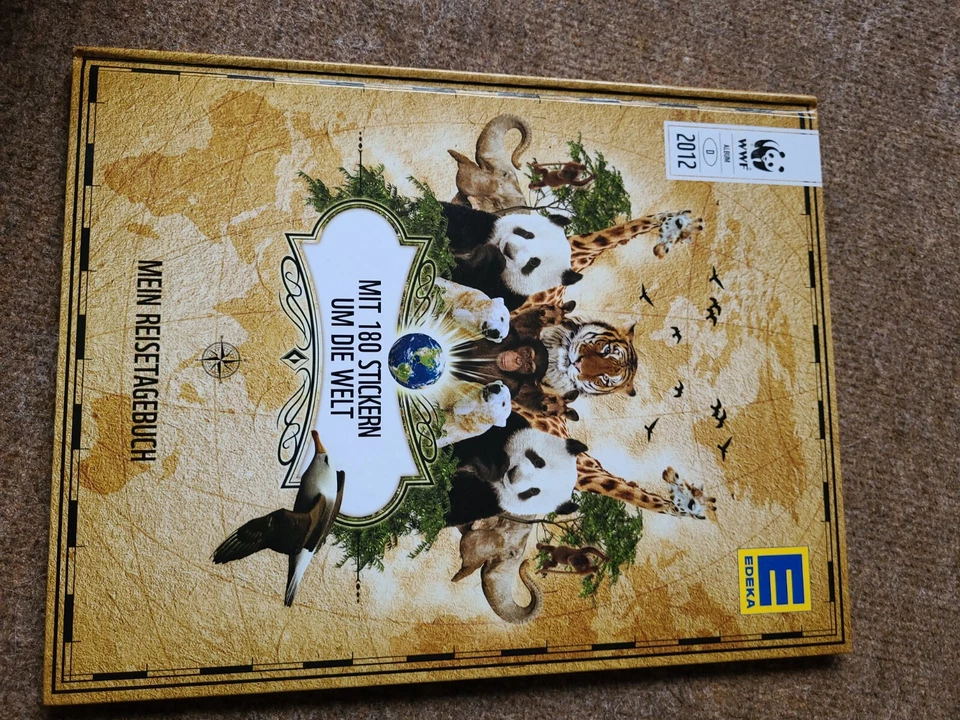 WWF
ALBUM
D
2012
EDEKA
MIT 180 STICKERN
UM DIE WELT
MEIN REISETAGEBUCH